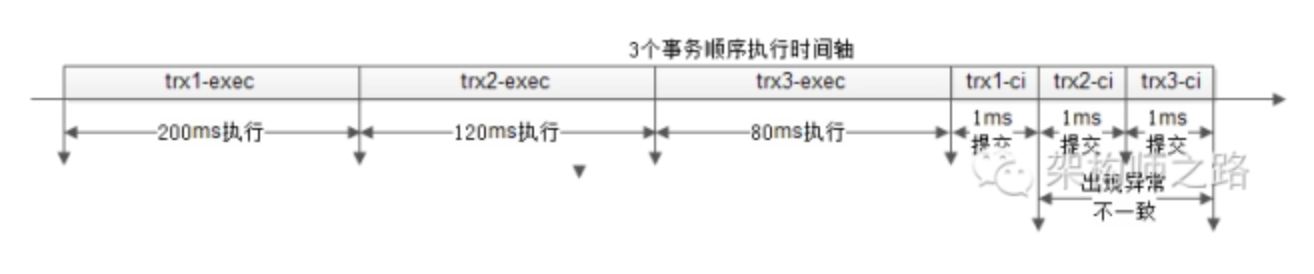 3个事务顺序执行时间轴
trx1-exec
trx2-exec
trx3-exec
trx1-ci
trx2-ci
trx3-ci
200ms执行
120ms执行
80ms执行
1ms
提交
1ms
提交
1ms
提交
架构师之路
出现异常
不一致